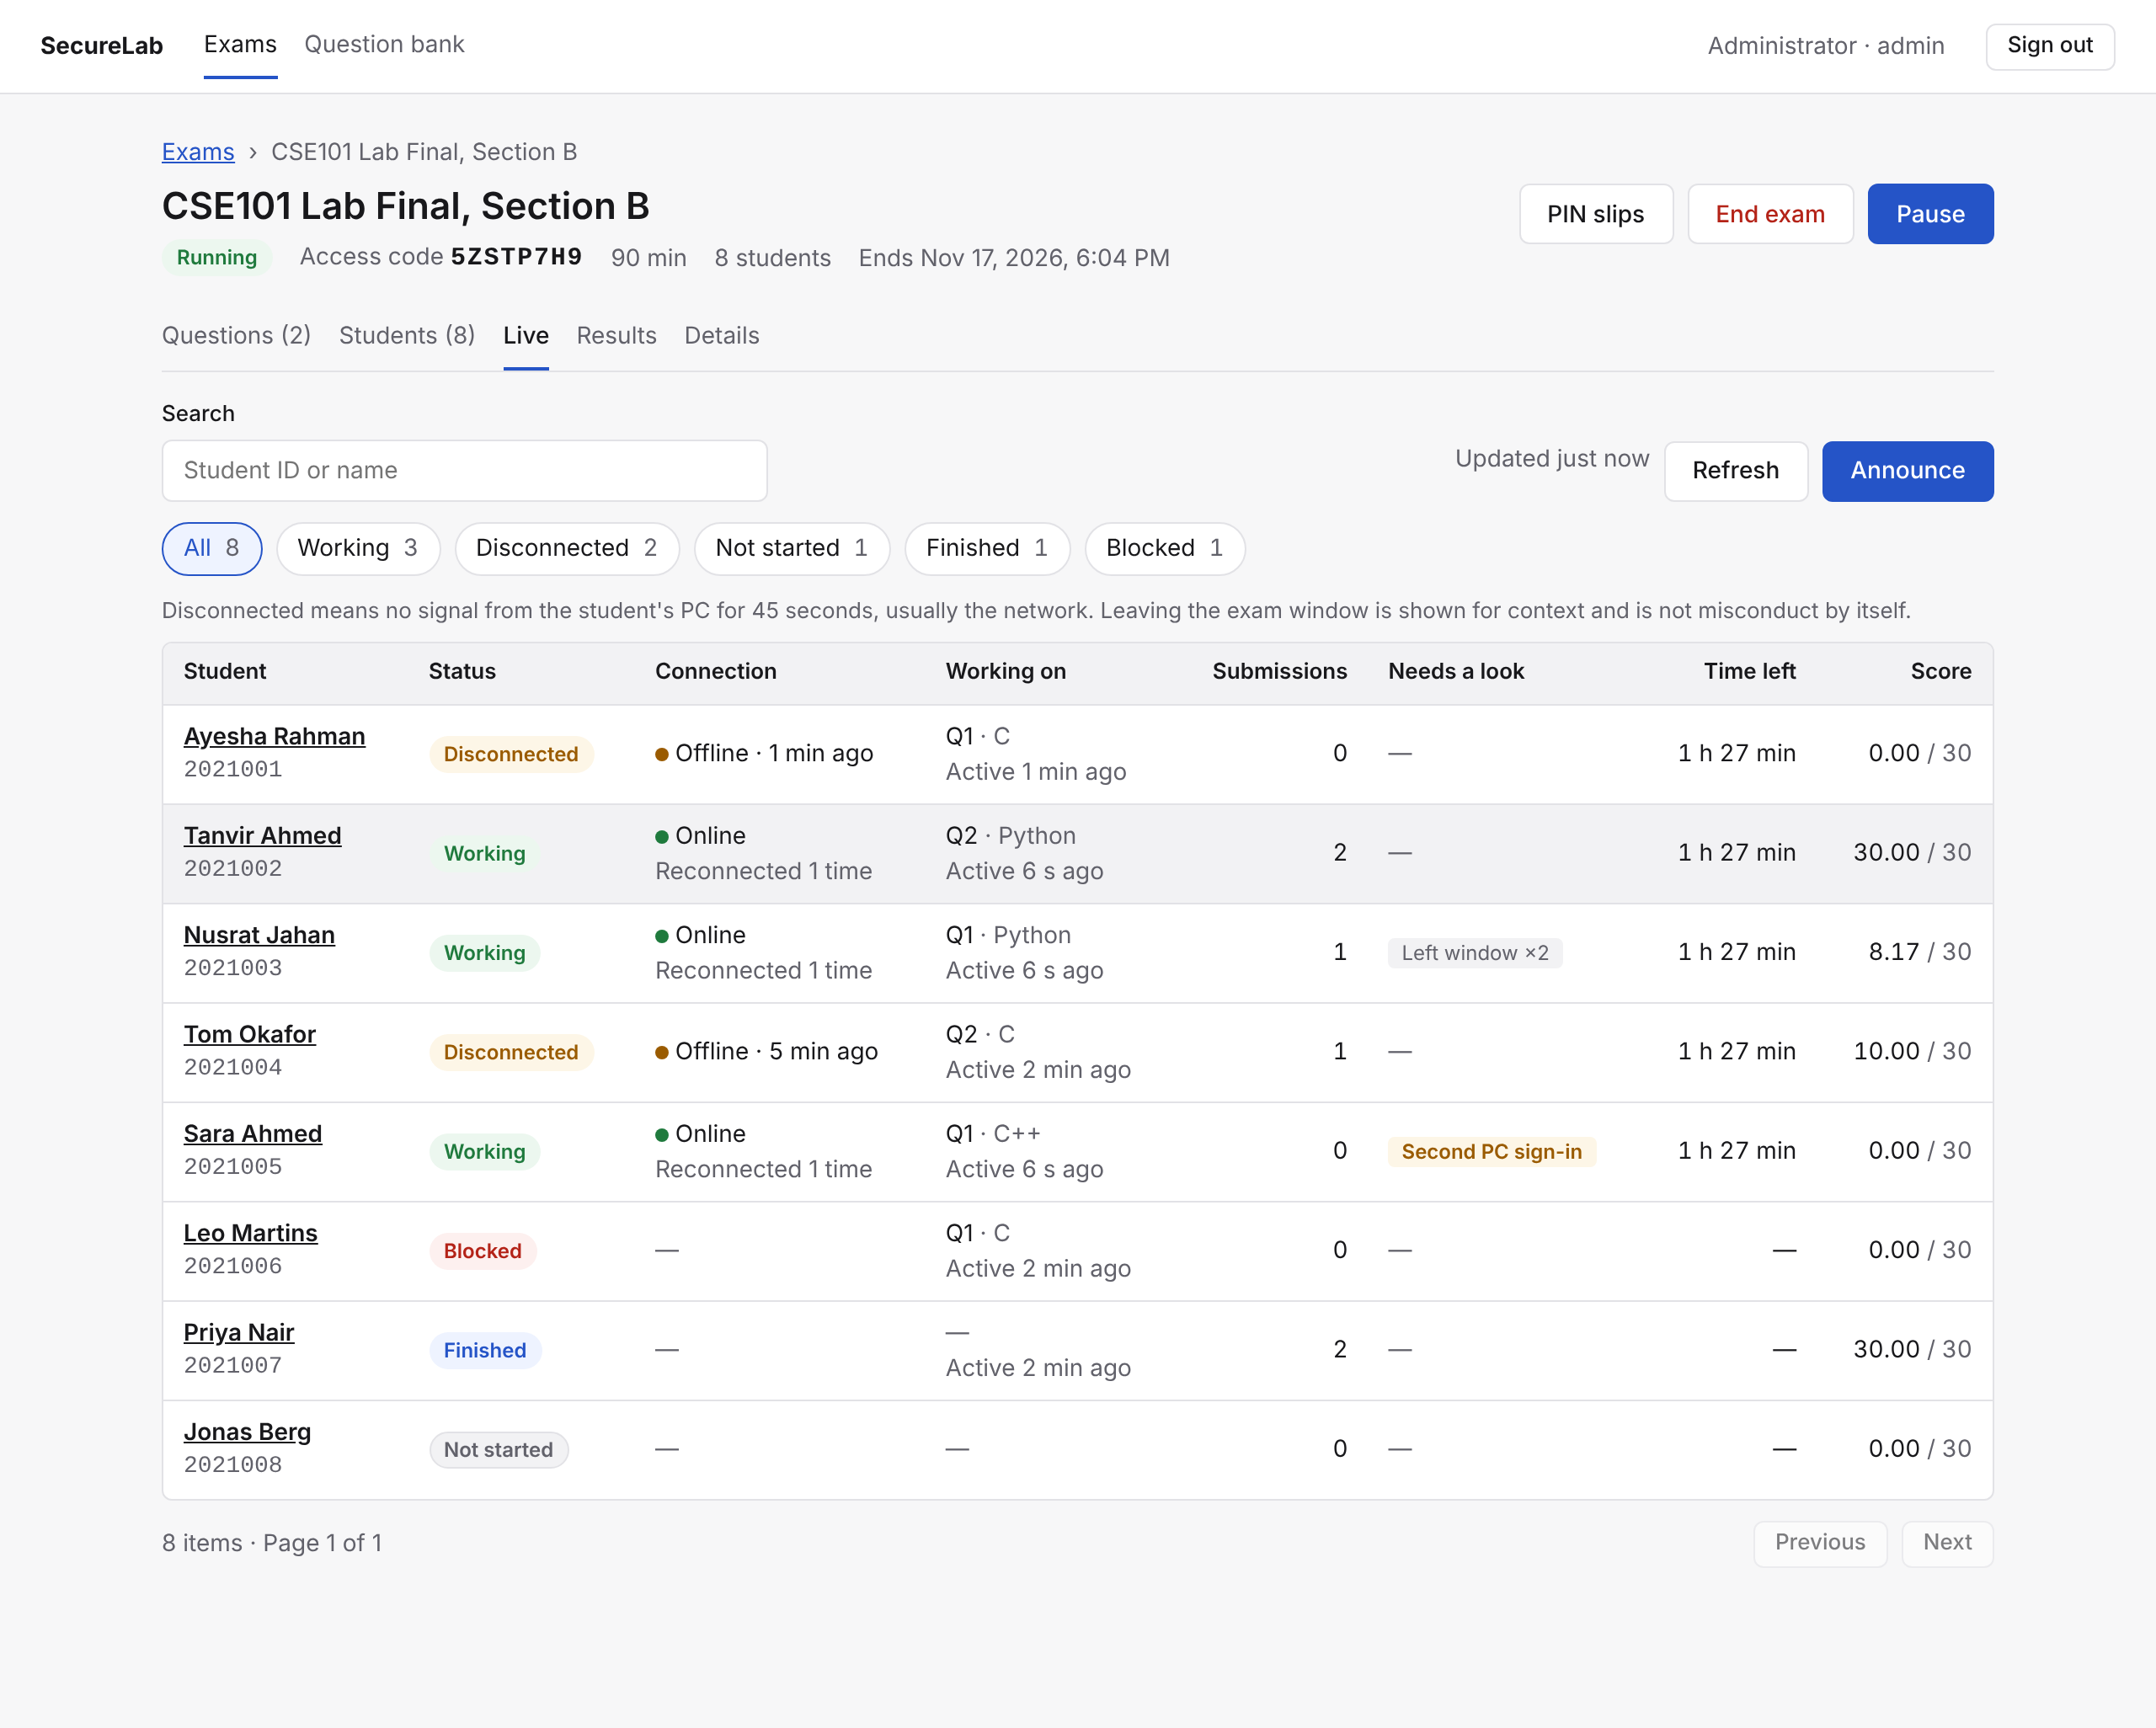 SecureLab Exams Question bank Administrator · admin Sign out
Exams › CSE101 Lab Final, Section B
CSE101 Lab Final, Section B
PIN slips End exam Pause
Running Access code 5ZSTP7H9 90 min 8 students Ends Nov 17, 2026, 6:04 PM
Questions (2) Students (8) Live Results Details
Search
Student ID or name
Updated just now Refresh Announce
All 8 Working 3 Disconnected 2 Not started 1 Finished 1 Blocked 1
Disconnected means no signal from the student's PC for 45 seconds, usually the network. Leaving the exam window is shown for context and is not misconduct by itself.
Student Status Connection Working on Submissions Needs a look Time left Score
Ayesha Rahman
2021001
Disconnected
Offline · 1 min ago
Q1 · C
Active 1 min ago
0 — 1 h 27 min 0.00 / 30
Tanvir Ahmed
2021002
Working
Online
Reconnected 1 time
Q2 · Python
Active 6 s ago
2 — 1 h 27 min 30.00 / 30
Nusrat Jahan
2021003
Working
Online
Reconnected 1 time
Q1 · Python
Active 6 s ago
1 Left window ×2 1 h 27 min 8.17 / 30
Tom Okafor
2021004
Disconnected
Offline · 5 min ago
Q2 · C
Active 2 min ago
1 — 1 h 27 min 10.00 / 30
Sara Ahmed
2021005
Working
Online
Reconnected 1 time
Q1 · C++
Active 6 s ago
0 Second PC sign-in 1 h 27 min 0.00 / 30
Leo Martins
2021006
Blocked
—
Q1 · C
Active 2 min ago
0 — — 0.00 / 30
Priya Nair
2021007
Finished
—
—
Active 2 min ago
2 — — 30.00 / 30
Jonas Berg
2021008
Not started
—
—
0 — — 0.00 / 30
8 items · Page 1 of 1 Previous Next